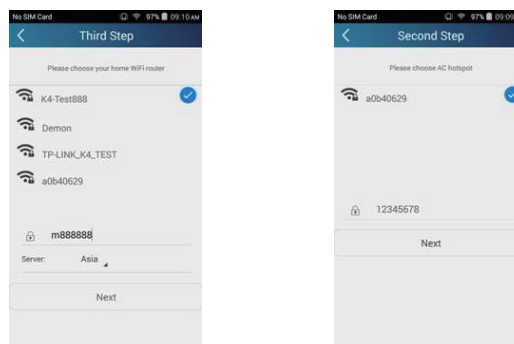 No SIM Card 97% 09:10 AM
Third Step
Please choose your home WiFi router
K4-Test888
Demon
TP-LINK_K4_TEST
a0b40629
m888888
Server: Asia
Next
No SIM Card 97% 09:09
Second Step
Please choose AC hotspot
a0b40629
12345678
Next